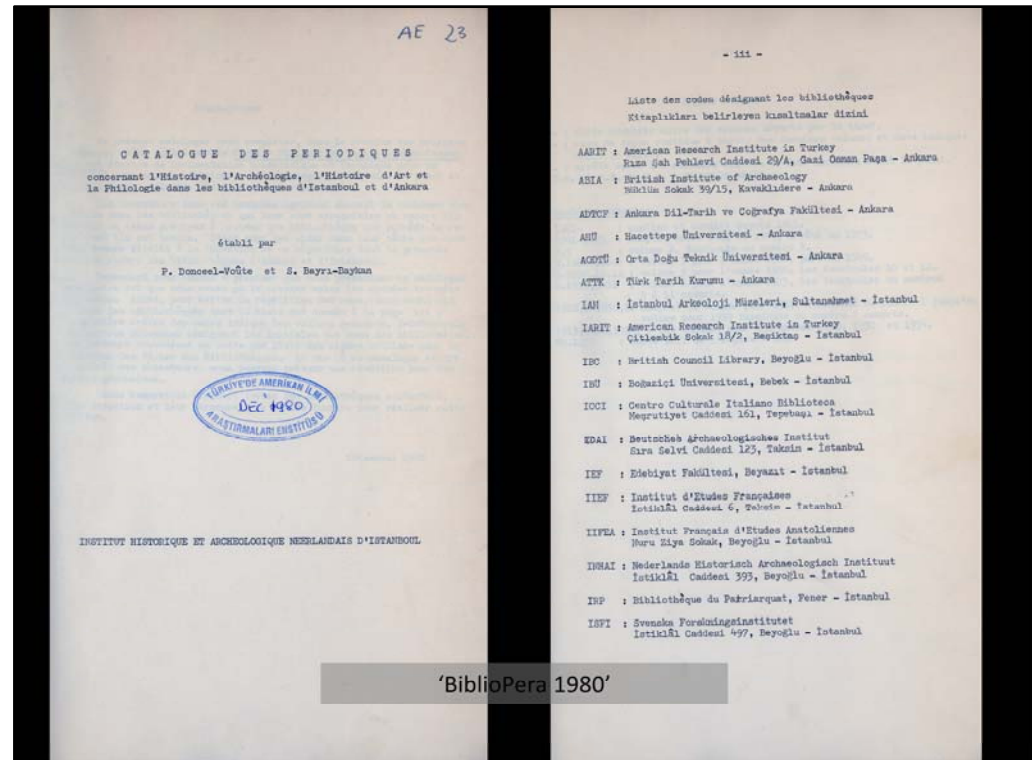 AE 23
CATALOGUE DES PERIODIQUES
concernant l'Histoire, l'Archéologie, l'Histoire d'Art et
la Philologie dans les bibliothèques d'Istanboul et d'Ankara
établi par
P. Donceel-Voûte et S. Bayrı-Baykan
TÜRKİYE'DE AMERİKAN İLMİ
DEC 1980
ARAŞTIRMALARI ENSTİTÜSÜ
INSTITUT HISTORIQUE ET ARCHEOLOGIQUE NEERLANDAIS D'ISTANBOUL
- iii -
Liste des codes désignant les bibliothèques
Kitaplıkları belirleyen kısaltmalar dizini
AARIT : American Research Institute in Turkey
Rıza Şah Pehlevi Caddesi 29/A, Gazi Osman Paşa - Ankara
ABIA : British Institute of Archaeology
Büklüm Sokak 39/15, Kavaklıdere - Ankara
ADTCF : Ankara Dil-Tarih ve Coğrafya Fakültesi - Ankara
AHÜ : Hacettepe Üniversitesi - Ankara
AODTÜ : Orta Doğu Teknik Üniversitesi - Ankara
ATTK : Türk Tarih Kurumu - Ankara
IAM : İstanbul Arkeoloji Müzeleri, Sultanahmet - İstanbul
IARIT : American Research Institute in Turkey
Çitlembik Sokak 18/2, Beşiktaş - İstanbul
IBC : British Council Library, Beyoğlu - İstanbul
IBÜ : Boğaziçi Üniversitesi, Bebek - İstanbul
ICCI : Centro Culturale Italiano Biblioteca
Meşrutiyet Caddesi 161, Tepebaşı - İstanbul
EDAI : Deutsches Archaeologisches Institut
Sıra Selvi Caddesi 123, Taksim - İstanbul
IEF : Edebiyat Fakültesi, Beyazıt - İstanbul
IIEF : Institut d'Etudes Françaises
İstiklâl Caddesi 6, Taksim - İstanbul
IIFEA : Institut Français d'Etudes Anatoliennes
Nuru Ziya Sokak, Beyoğlu - İstanbul
INHAI : Nederlands Historisch Archaeologisch Instituut
İstiklâl Caddesi 393, Beyoğlu - İstanbul
IRP : Bibliothèque du Patriarquat, Fener - İstanbul
ISFI : Svenska Forskningsinstitutet
İstiklâl Caddesi 497, Beyoğlu - İstanbul
'BiblioPera 1980'